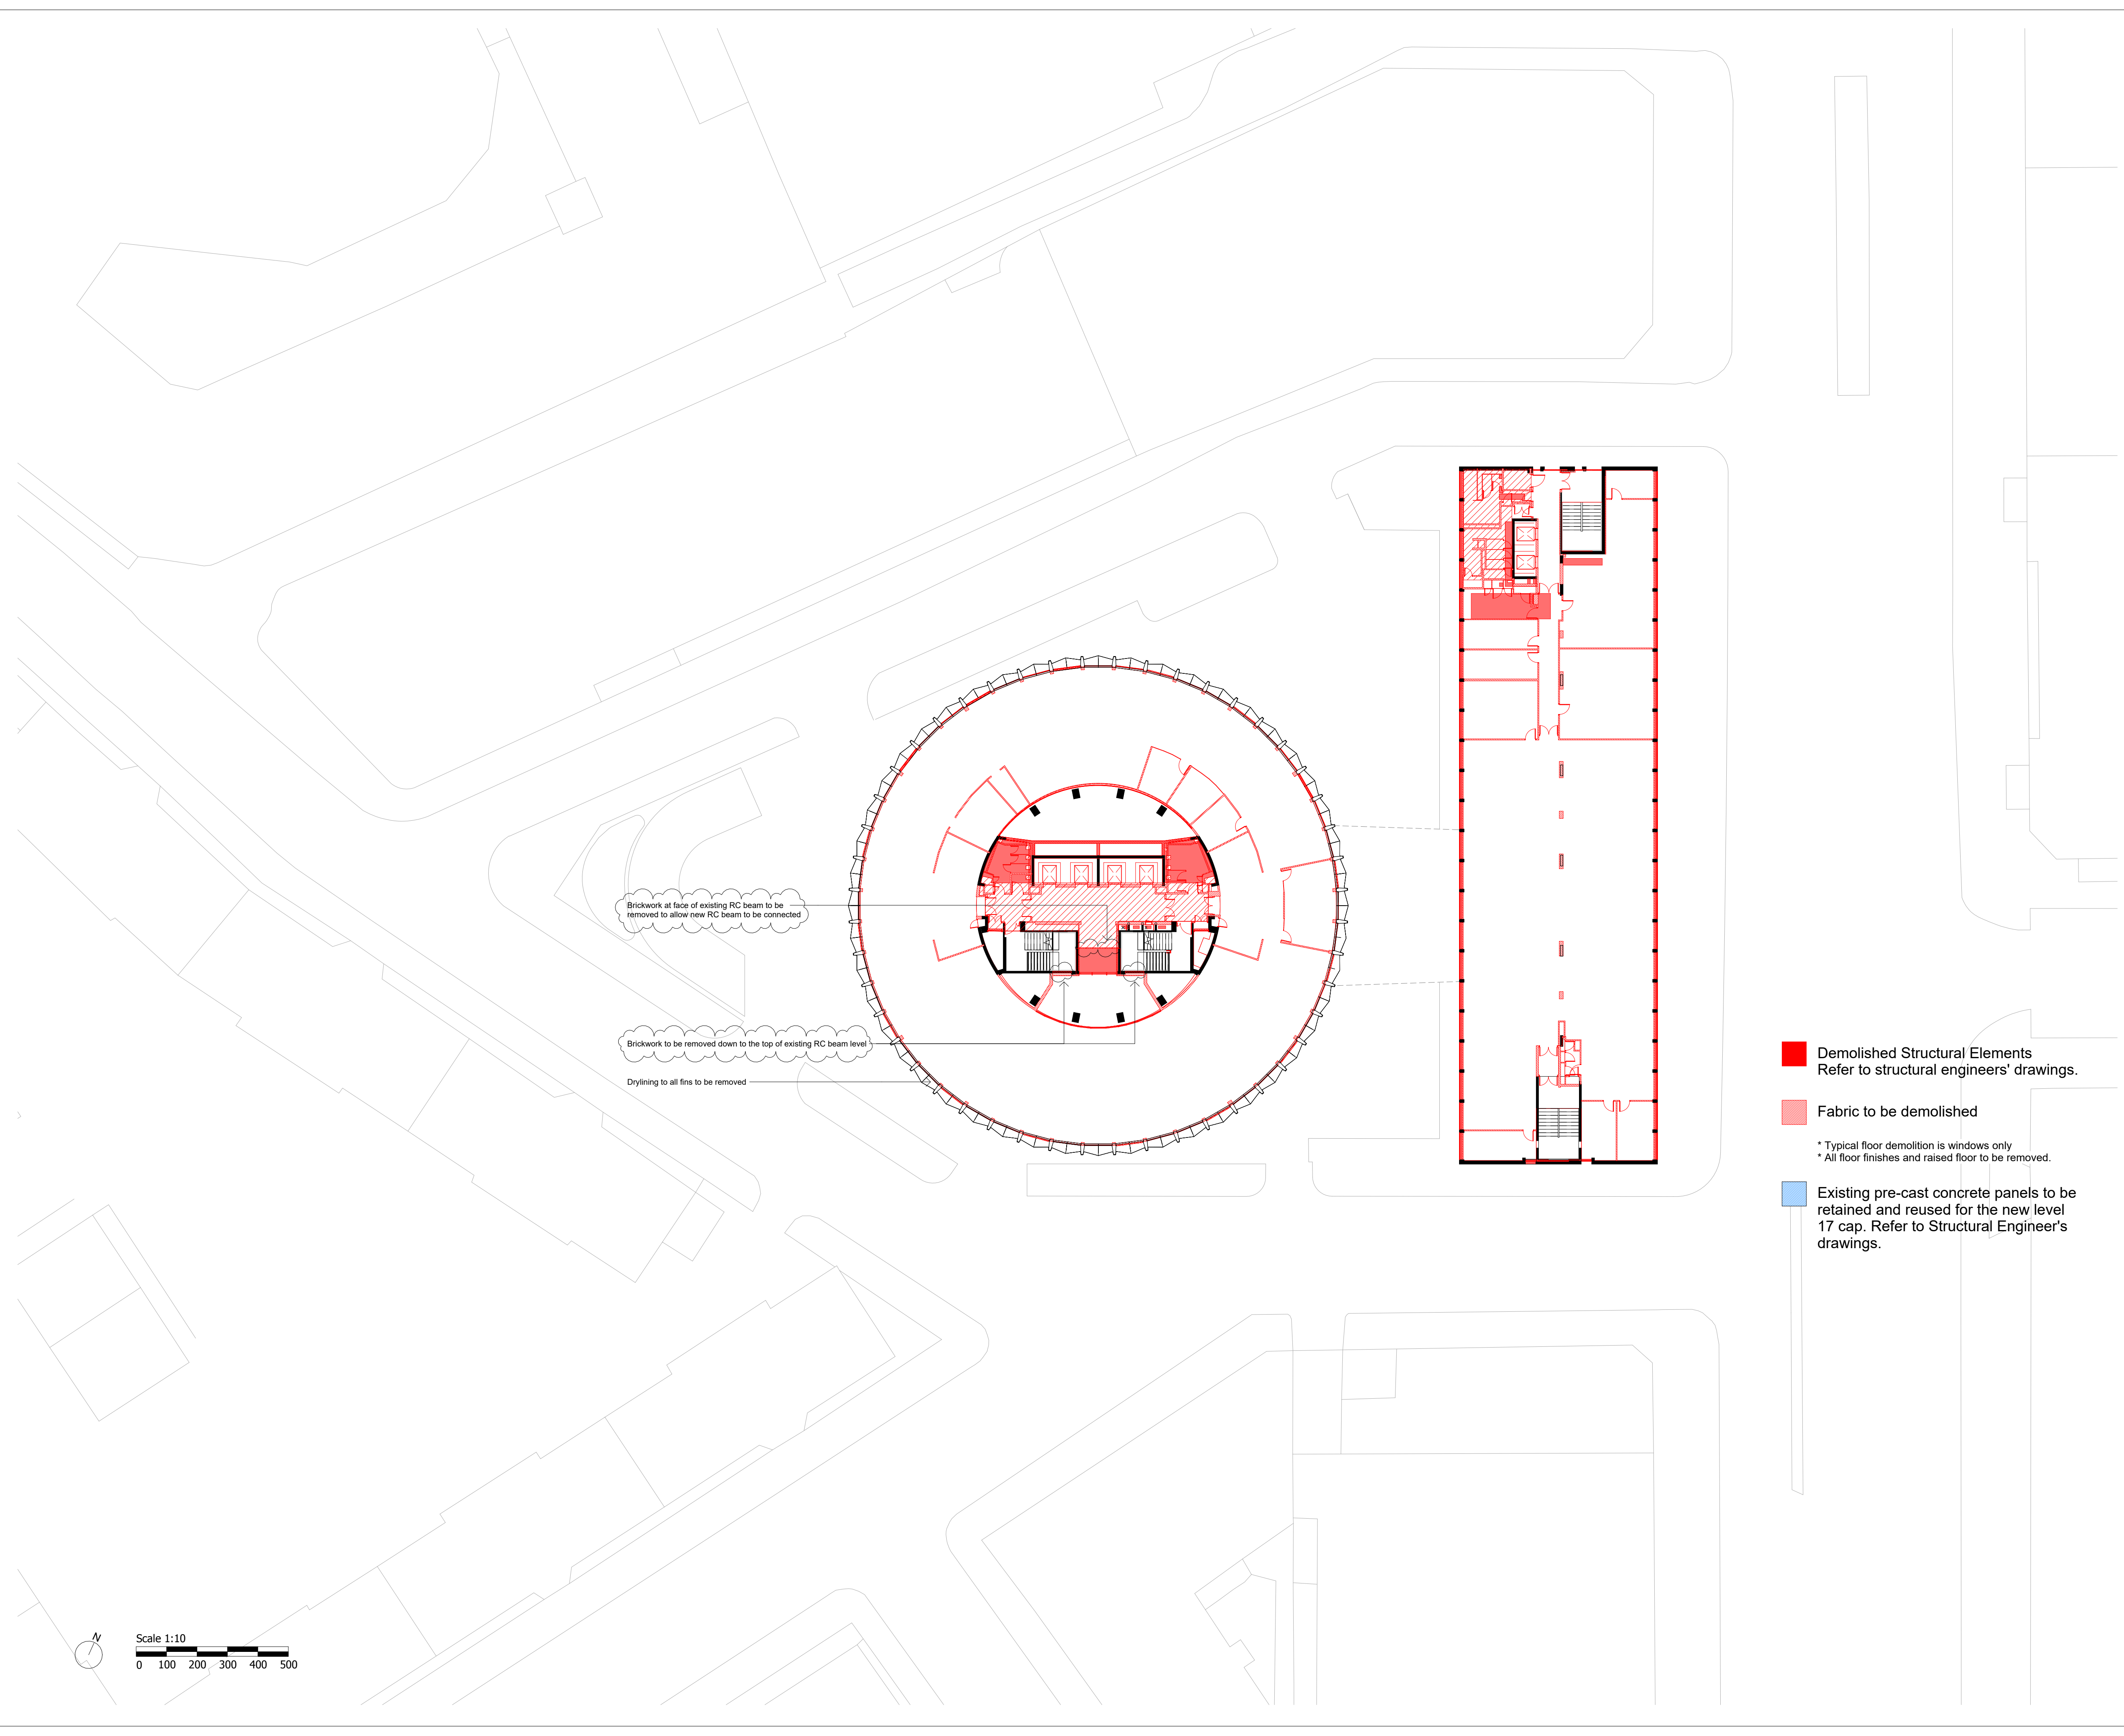 Brickwork at face of existing RC beam to be
removed to allow new RC beam to be connected
Brickwork to be removed down to the top of existing RC beam level
Drylining to all fins to be removed
Demolished Structural Elements
Refer to structural engineers' drawings.
Fabric to be demolished
* Typical floor demolition is windows only
* All floor finishes and raised floor to be removed.
Existing pre-cast concrete panels to be
retained and reused for the new level
17 cap. Refer to Structural Engineer's
drawings.
N
Scale 1:10
0 100 200 300 400 500